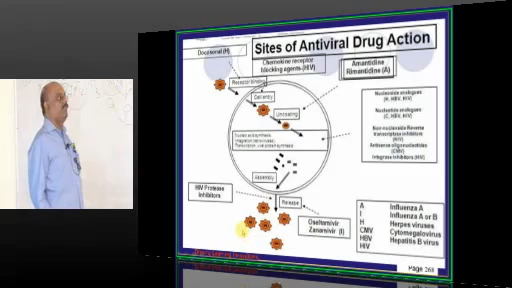 Sites of Antiviral Drug Action
Docosanol (H)
Chemokine receptor
blocking agents (HIV)
Amantidine
Rimantidine (A)
Receptor binding
Cell entry
Uncoating
Nucleoside analogues
(H, HBV, HIV)
Nucleotide analogues
(C, HBV, HIV)
Non-nucleoside Reverse
transcriptase inhibitors
(HIV)
Antisense oligonucleotides
(CMV)
Integrase inhibitors (HIV)
Nucleic acid synthesis
Assembly
HIV Protease
inhibitors
Release
Oseltamivir
Zanamivir (I)
A Influenza A
I Influenza A or B
H Herpes viruses
CMV Cytomegalovirus
HBV Hepatitis B virus
HIV
Page 268